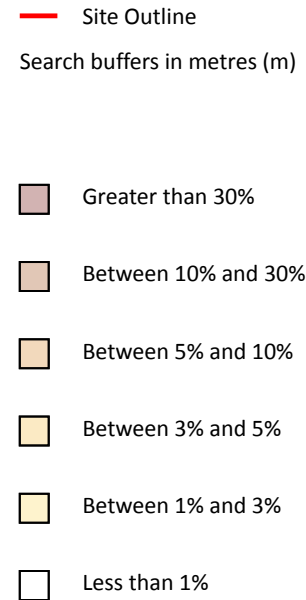 Site Outline
Search buffers in metres (m)
Greater than 30%
Between 10% and 30%
Between 5% and 10%
Between 3% and 5%
Between 1% and 3%
Less than 1%